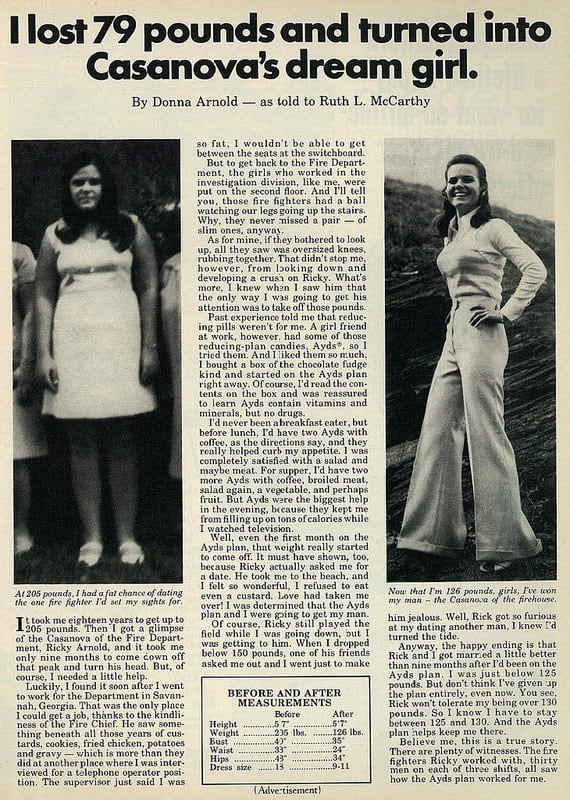 I lost 79 pounds and turned into
Casanova's dream girl.
By Donna Arnold — as told to Ruth L. McCarthy
At 205 pounds, I had a fat chance of dating
the one fire fighter I'd set my sights for.
It took me eighteen years to get up to
205 pounds. Then I got a glimpse
of the Casanova of the Fire Depart-
ment, Ricky Arnold, and it took me
only nine months to come down off
that peak and turn his head. But, of
course, I needed a little help.
Luckily, I found it soon after I went
to work for the Department in Savan-
nah, Georgia. That was the only place
I could get a job, thanks to the kindli-
ness of the Fire Chief. He saw some-
thing beneath all those years of cus-
tards, cookies, fried chicken, potatoes
and gravy — which is more than they
did at another place where I was inter-
viewed for a telephone operator posi-
tion. The supervisor just said I was
so fat, I wouldn't be able to get
between the seats at the switchboard.
But to get back to the Fire Depart-
ment, the girls who worked in the
investigation division, like me, were
put on the second floor. And I'll tell
you, those fire fighters had a ball
watching our legs going up the stairs.
Why, they never missed a pair — of
slim ones, anyway.
As for mine, if they bothered to look
up, all they saw was oversized knees,
rubbing together. That didn't stop me,
however, from looking down and
developing a crush on Ricky. What's
more, I knew when I saw him that
the only way I was going to get his
attention was to take off those pounds.
Past experience told me that reduc-
ing pills weren't for me. A girl friend
at work, however, had some of those
reducing-plan candies, Ayds®, so I
tried them. And I liked them so much,
I bought a box of the chocolate fudge
kind and started on the Ayds plan
right away. Of course, I'd read the con-
tents on the box and was reassured
to learn Ayds contain vitamins and
minerals, but no drugs.
I'd never been a breakfast eater, but
before lunch, I'd have two Ayds with
coffee, as the directions say, and they
really helped curb my appetite. I was
completely satisfied with a salad and
maybe meat. For supper, I'd have two
more Ayds with coffee, broiled meat,
salad again, a vegetable, and perhaps
fruit. But Ayds were the biggest help
in the evening, because they kept me
from filling up on tons of calories while
I watched television.
Well, even the first month on the
Ayds plan, that weight really started
to come off. It must have shown, too,
because Ricky actually asked me for
a date. He took me to the beach, and
I felt so wonderful, I refused to eat
even a custard. Love had taken me
over! I was determined that the Ayds
plan and I were going to get my man.
Of course, Ricky still played the
field while I was going down, but I
was getting to him. When I dropped
below 150 pounds, one of his friends
asked me out and I went just to make
BEFORE AND AFTER
MEASUREMENTS
Before After
Height 5'7" 5'7"
Weight 205 lbs. 126 lbs.
Bust 40" 35"
Waist 33" 24"
Hips 43" 34"
Dress size 18 9-11
(Advertisement)
Now that I'm 126 pounds, girls, I've won
my man – the Casanova of the firehouse.
him jealous. Well, Rick got so furious
at my dating another man, I knew I'd
turned the tide.
Anyway, the happy ending is that
Rick and I got married a little better
than nine months after I'd been on the
Ayds plan. I was just below 125
pounds. But don't think I've given up
the plan entirely, even now. You see,
Rick won't tolerate my being over 130
pounds. So I know I have to stay
between 125 and 130. And the Ayds
plan helps keep me there.
Believe me, this is a true story.
There are plenty of witnesses. The fire
fighters Ricky worked with, thirty
men on each of three shifts, all saw
how the Ayds plan worked for me.